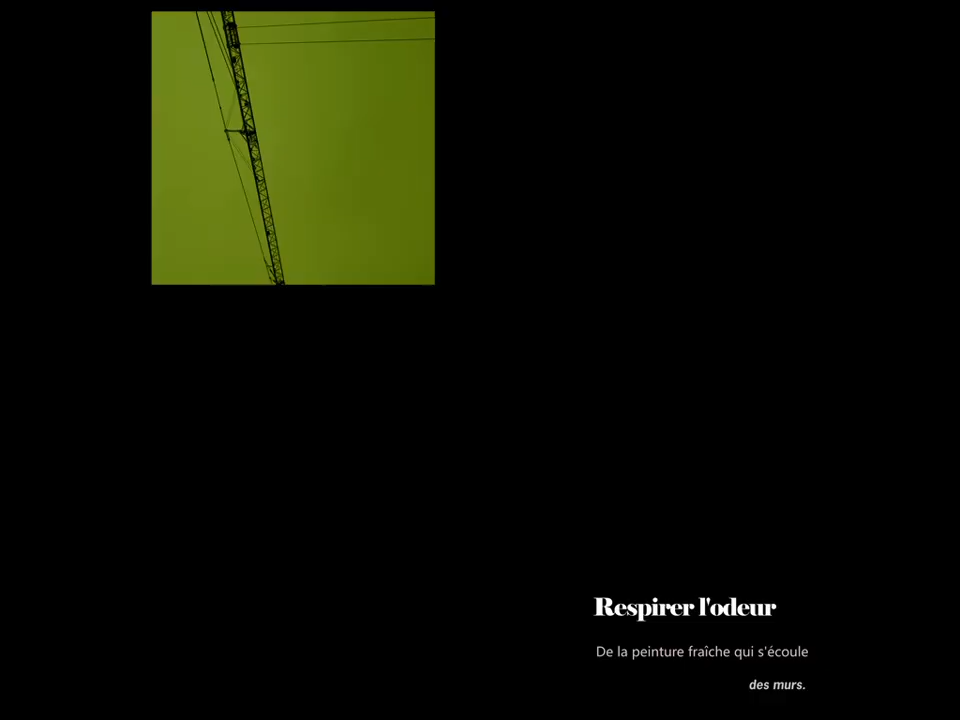 Respirer l'odeur
De la peinture fraîche qui s'écoule
des murs.